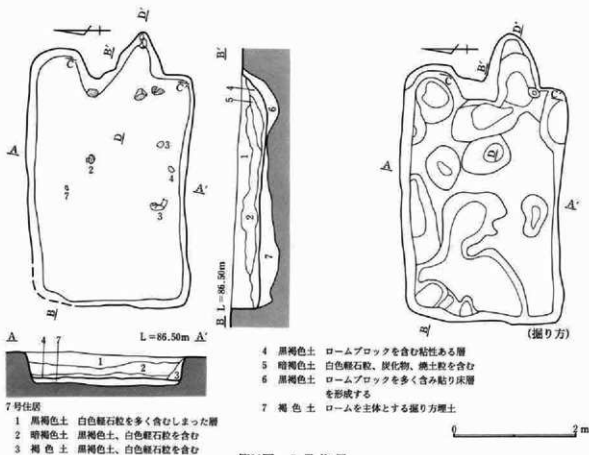 D'
B'
C
C'
D
A
A'
3
2
4
7
3
B
B'
4
5
6
1
2
7
B L=86.50m
B'
C
C'
D
A
A'
B
(掘り方)
A
4 7
L=86.50m A'
1
2
3
7号住居
1 黒褐色土 白色軽石粒を多く含むしまった層
2 暗褐色土 黒褐色土、白色軽石粒を含む
3 褐色土 黒褐色土、白色軽石粒を含む
4 黒褐色土 ロームブロックを含む粘性ある層
5 暗褐色土 白色軽石粒、炭化物、焼土粒を含む
6 黒褐色土 ロームブロックを多く含み貼り床層
を形成する
7 褐色土 ロームを主体とする掘り方埋土
0 2m